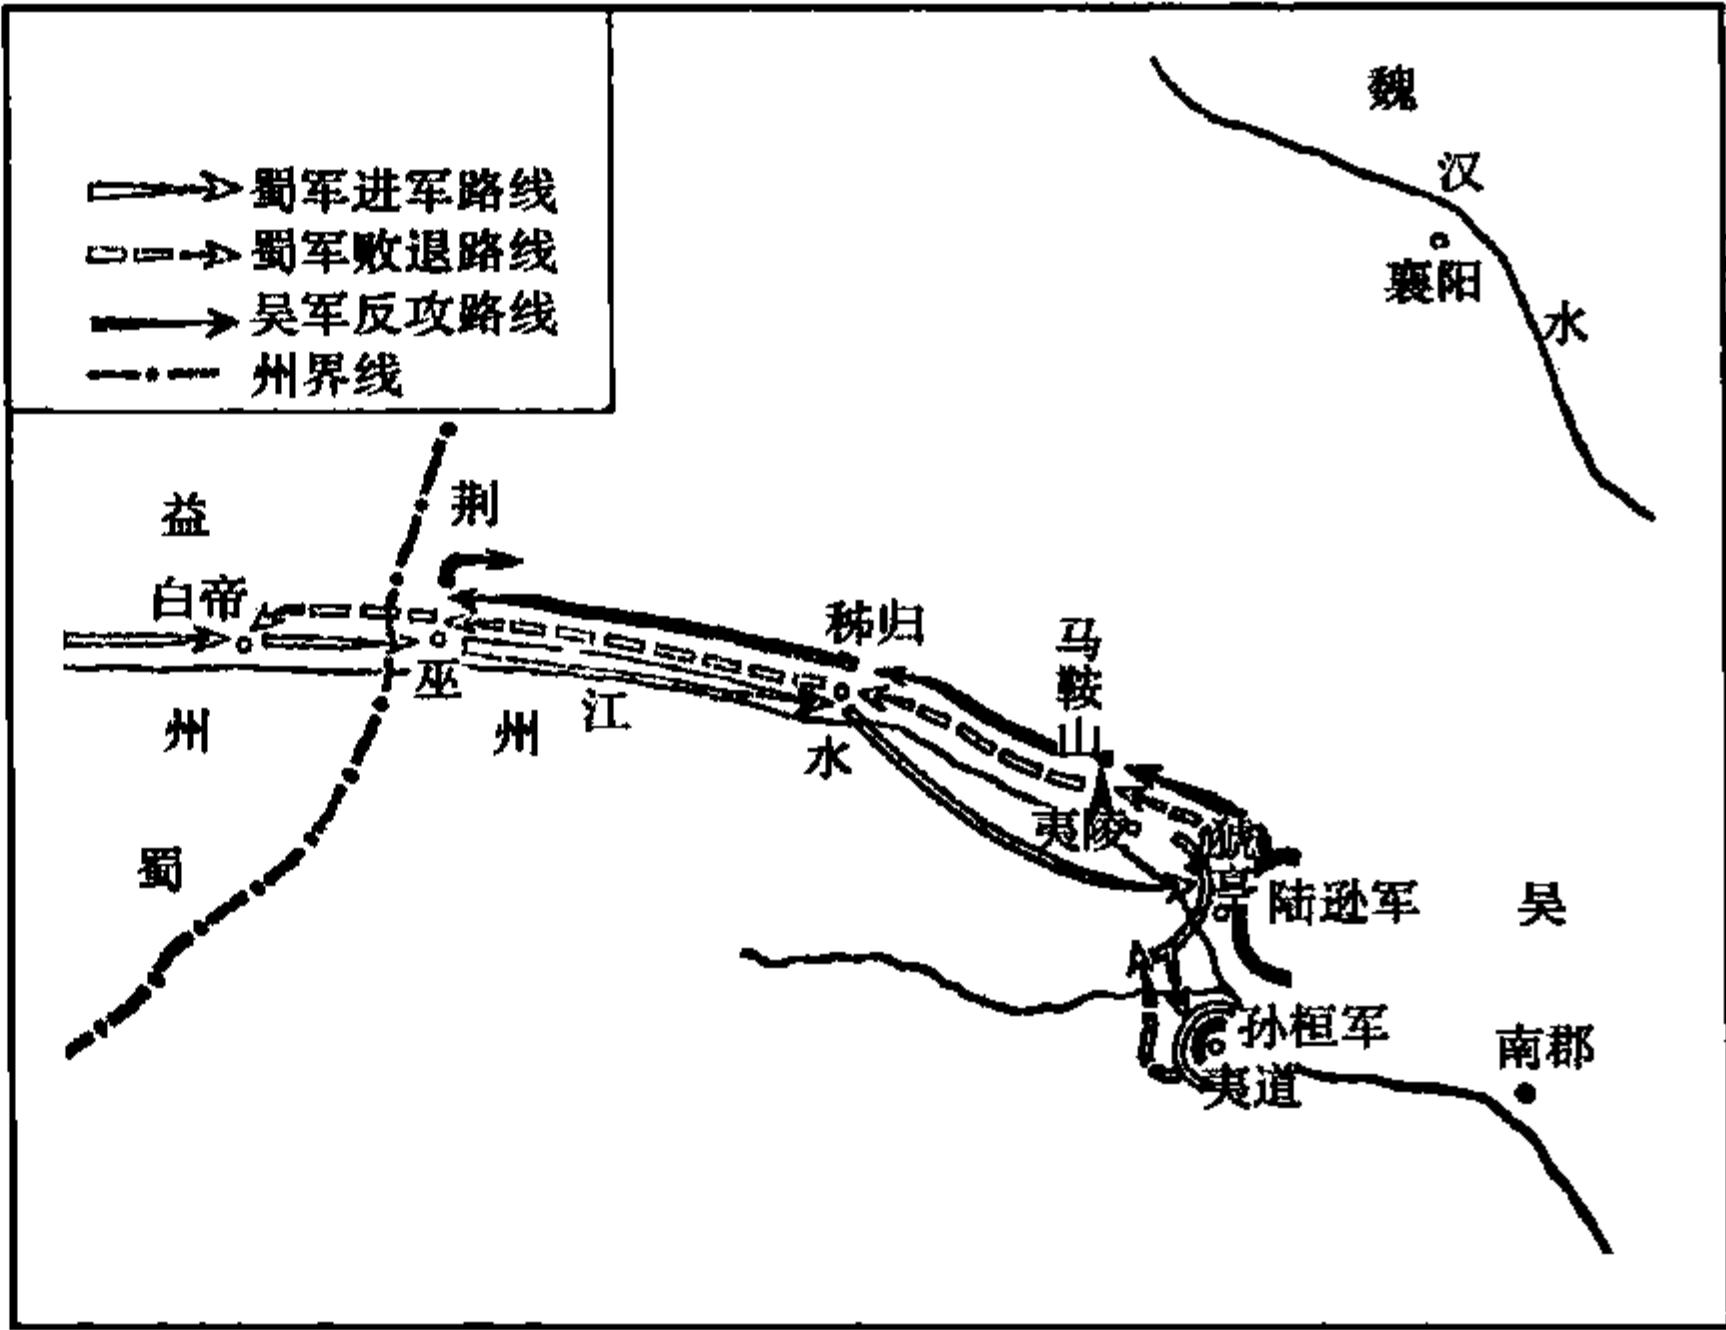 蜀军进军路线
蜀军败退路线
吴军反攻路线
州界线
魏
汉
襄阳
水
益
荆
白帝
秭归
马鞍山
巫
江
州
州
水
夷陵
猇亭
蜀
陆逊军
吴
孙桓军
南郡
夷道